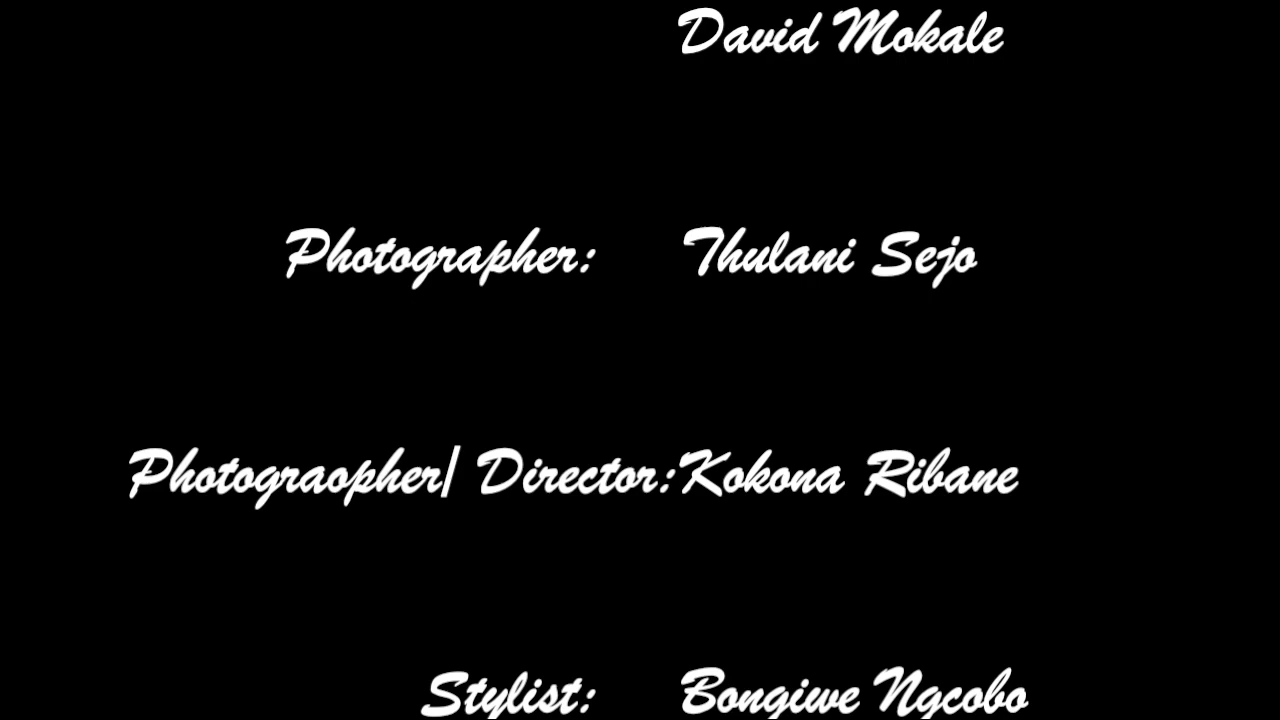 David Mokale
Photographer: Thulani Sejo
Photograopher/ Director: Kokona Ribane
Stylist: Bongiwe Ngcobo